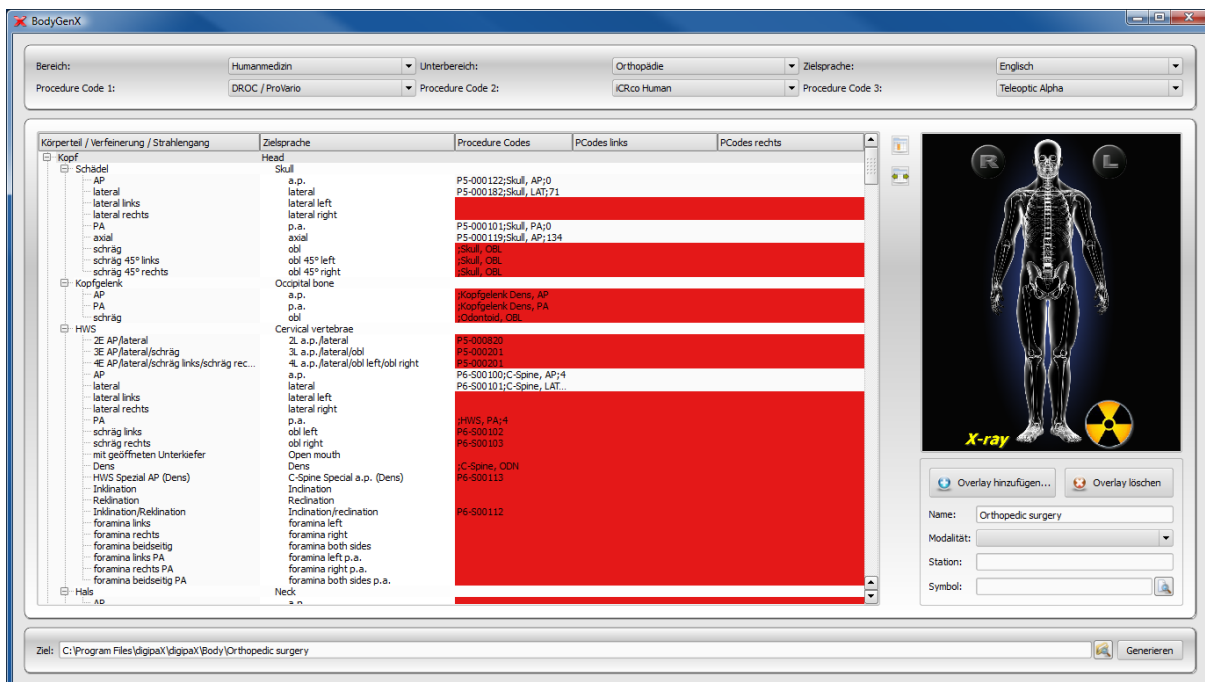 BodyGenX
Bereich: Humanmedizin Unterbereich: Orthopädie Zielsprache: Englisch
Procedure Code 1: DROC / ProVario Procedure Code 2: iCRco Human Procedure Code 3: Teleoptic Alpha
Körperteil / Verfeinerung / Strahlengang Zielsprache Procedure Codes PCodes links PCodes rechts
Kopf Head
Schädel Skull
AP a.p. P5-000122;Skull, AP;0
lateral lateral P5-000182;Skull, LAT;71
lateral links lateral left
lateral rechts lateral right
PA p.a. P5-000101;Skull, PA;0
axial axial P5-000119;Skull, AP;134
schräg obl ;Skull, OBL
schräg 45° links obl 45° left ;Skull, OBL
schräg 45° rechts obl 45° right ;Skull, OBL
Kopfgelenk Occipital bone
AP a.p. ;Kopfgelenk Dens, AP
PA p.a. ;Kopfgelenk Dens, PA
schräg obl ;Odontoid, OBL
HWS Cervical vertebrae
2E AP/lateral 2L a.p./lateral P5-000820
3E AP/lateral/schräg 3L a.p./lateral/obl P5-000201
4E AP/lateral/schräg links/schräg rec... 4L a.p./lateral/obl left/obl right P5-000201
AP a.p. P6-S00100;C-Spine, AP;4
lateral lateral P6-S00101;C-Spine, LAT...
lateral links lateral left
lateral rechts lateral right
PA p.a. ;HWS, PA;4
schräg links obl left P6-S00102
schräg rechts obl right P6-S00103
mit geöffneten Unterkiefer Open mouth
Dens Dens ;C-Spine, ODN
HWS Spezial AP (Dens) C-Spine Special a.p. (Dens) P6-S00113
Inklination Inclination
Reklination Reclination
Inklination/Reklination Inclination/reclination P6-S00112
foramina links foramina left
foramina rechts foramina right
foramina beidseitig foramina both sides
foramina links PA foramina left p.a.
foramina rechts PA foramina right p.a.
foramina beidseitig PA foramina both sides p.a.
Hals Neck
AP a.p.
R L
X-ray
Overlay hinzufügen... Overlay löschen
Name: Orthopedic surgery
Modalität:
Station:
Symbol:
Ziel: C:\Program Files\digipaX\digipaX\Body\Orthopedic surgery Generieren